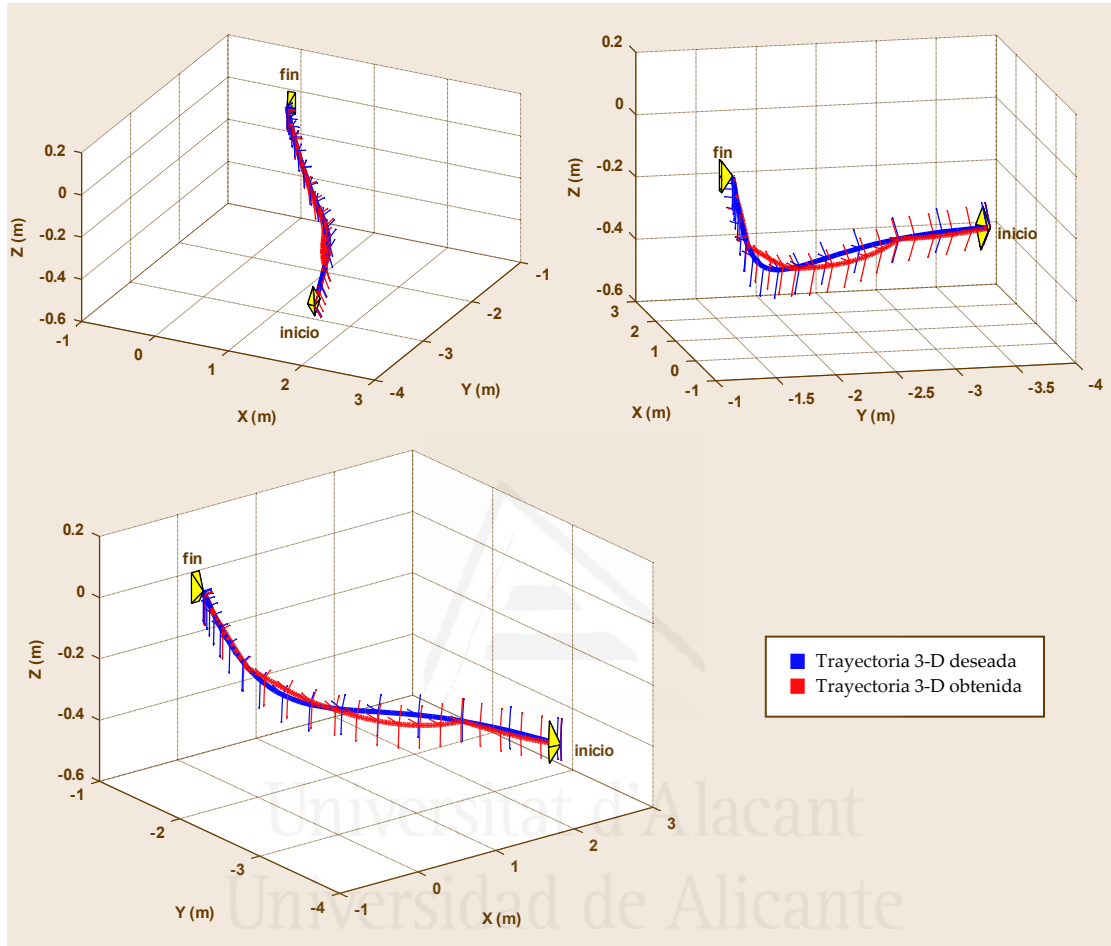 fin
0.2
0
-0.2
-0.4
-0.6
Z (m)
-1
0
1
2
3
X (m)
-4
-3
-2
-1
Y (m)
inicio
0.2
0
-0.2
-0.4
-0.6
Z (m)
fin
inicio
3
2
1
0
-1
X (m)
-1
-1.5
-2
-2.5
-3
-3.5
-4
Y (m)
0.2
0
-0.2
-0.4
-0.6
Z (m)
fin
inicio
-1
-2
-3
-4
Y (m)
-1
0
1
2
3
X (m)
Trayectoria 3-D deseada
Trayectoria 3-D obtenida
Universitat d'Alacant
Universidad de Alicante